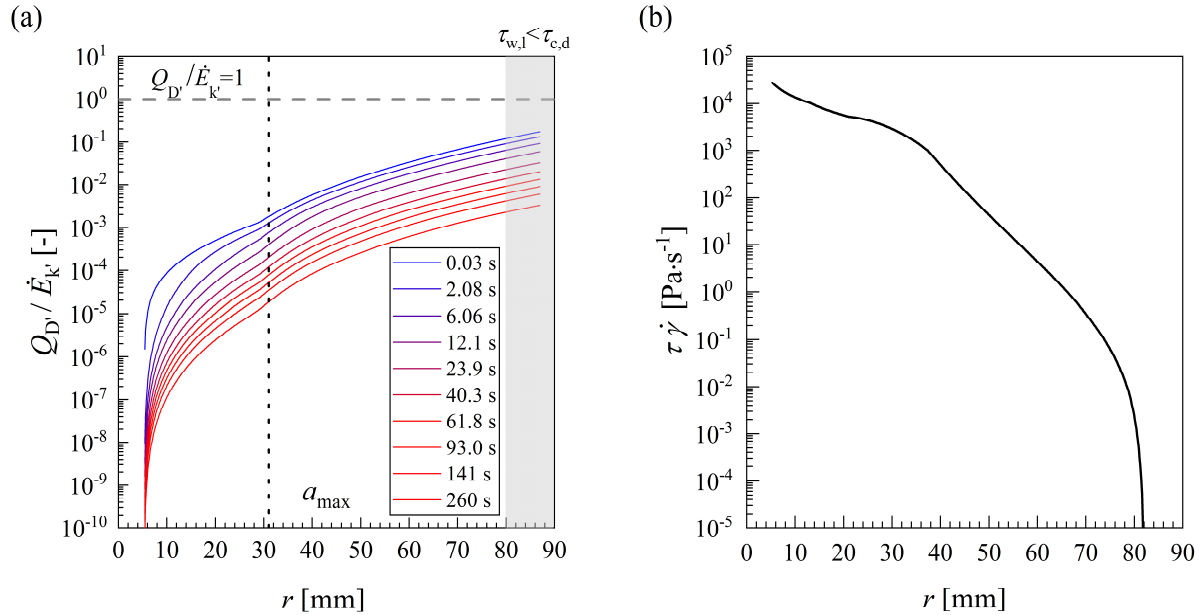 (a)
τw,l<τc,d
QD'/Ėk'=1
QD'/Ėk' [-]
10^1
10^0
10^-1
10^-2
10^-3
10^-4
10^-5
10^-6
10^-7
10^-8
10^-9
10^-10
0.03 s
2.08 s
6.06 s
12.1 s
23.9 s
40.3 s
61.8 s
93.0 s
141 s
260 s
amax
0 10 20 30 40 50 60 70 80 90
r [mm]
(b)
τγ̇ [Pa·s^-1]
10^5
10^4
10^3
10^2
10^1
10^0
10^-1
10^-2
10^-3
10^-4
10^-5
0 10 20 30 40 50 60 70 80 90
r [mm]